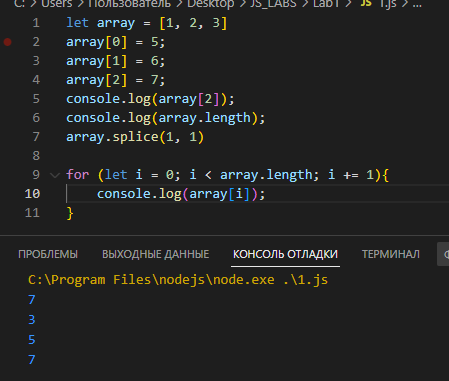 C: > Users > Пользователь > Desktop > JS_LABS > Lab1 > JS 1.js > ...
1 let array = [1, 2, 3]
2 array[0] = 5;
3 array[1] = 6;
4 array[2] = 7;
5 console.log(array[2]);
6 console.log(array.length);
7 array.splice(1, 1)
8
9 for (let i = 0; i < array.length; i += 1){
10 console.log(array[i]);
11 }
ПРОБЛЕМЫ ВЫХОДНЫЕ ДАННЫЕ КОНСОЛЬ ОТЛАДКИ ТЕРМИНАЛ
C:\Program Files\nodejs\node.exe .\1.js
7
3
5
7